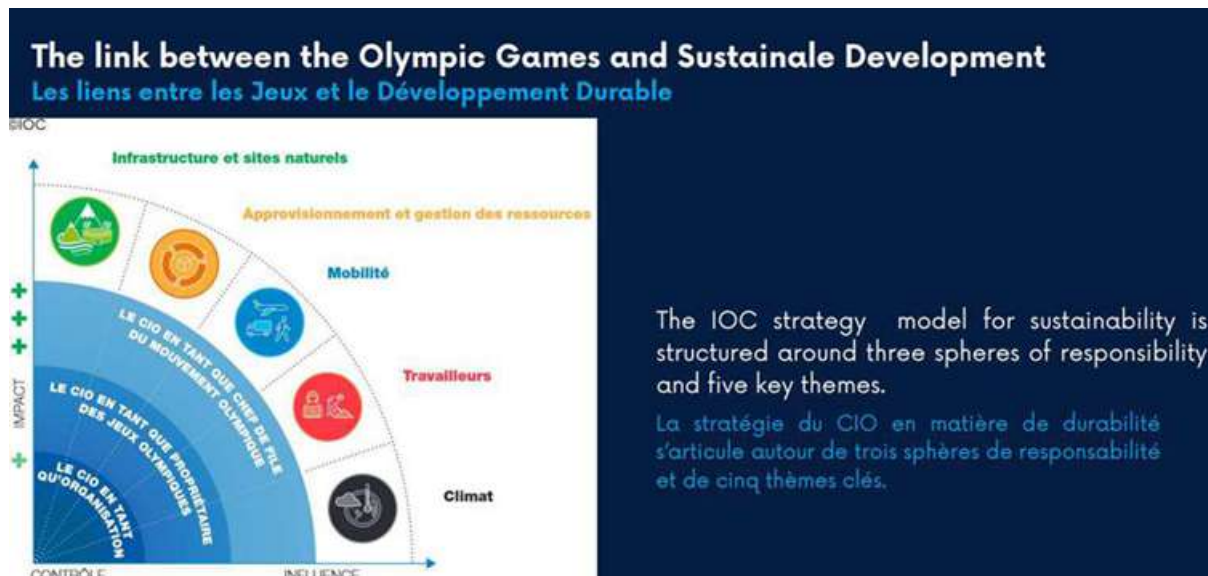 The link between the Olympic Games and Sustainale Development
Les liens entre les Jeux et le Développement Durable
©IOC
Infrastructure et sites naturels
Approvisionnement et gestion des ressources
Mobilité
Travailleurs
Climat
LE CIO EN TANT QUE CHEF DE FILE
DU MOUVEMENT OLYMPIQUE
LE CIO EN TANT QUE PROPRIÉTAIRE
DES JEUX OLYMPIQUES
LE CIO EN TANT
QU'ORGANISATION
IMPACT
CONTRÔLE
INFLUENCE
The IOC strategy model for sustainability is
structured around three spheres of responsibility
and five key themes.
La stratégie du CIO en matière de durabilité
s'articule autour de trois sphères de responsabilité
et de cinq thèmes clés.